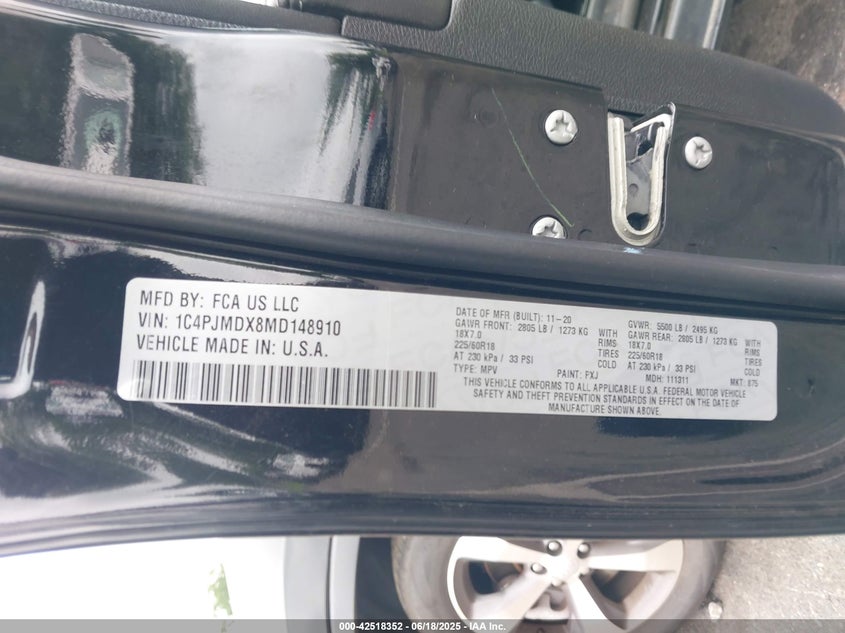 MFD BY: FCA US LLC
VIN: 1C4PJMDX8MD148910
VEHICLE MADE IN: U.S.A.
DATE OF MFR (BUILT): 11-20 GVWR: 5500 LB / 2495 KG
GAWR FRONT: 2805 LB / 1273 KG WITH GAWR REAR: 2805 LB / 1273 KG WITH
18X7.0 RIMS 18X7.0 RIMS
225/60R18 TIRES 225/60R18 TIRES
AT 230 kPa / 33 PSI COLD AT 230 kPa / 33 PSI COLD
TYPE: MPV PAINT: PXJ MDH: 111311 MKT: 875
THIS VEHICLE CONFORMS TO ALL APPLICABLE U.S.A. FEDERAL MOTOR VEHICLE
SAFETY AND THEFT PREVENTION STANDARDS IN EFFECT ON THE DATE OF
MANUFACTURE SHOWN ABOVE.
000-42518352 - 06/18/2025 - IAA, Inc.